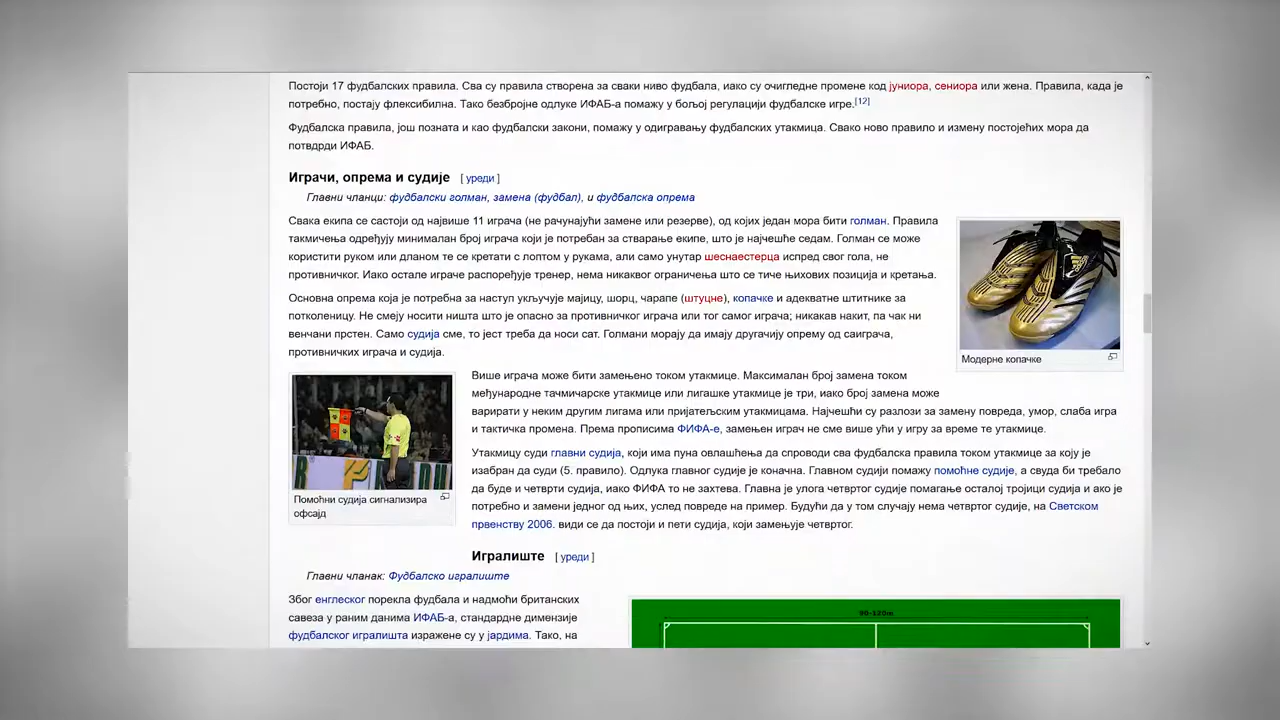 Постоји 17 фудбалских правила. Сва су правила створена за сваки ниво фудбала, иако су очигледне промене код јуниора, сениора или жена. Правила, када је
потребно, постају флексибилна. Тако безбројне одлуке ИФАБ-а помажу у бољој регулацији фудбалске игре.[12]
Фудбалска правила, још позната и као фудбалски закони, помажу у одигравању фудбалских утакмица. Свако ново правило и измену постојећих мора да
потврди ИФАБ.
Играчи, опрема и судије [ уреди ]
Главни чланци: фудбалски голман, замена (фудбал), и фудбалска опрема
Свака екипа се састоји од највише 11 играча (не рачунајући замене или резерве), од којих један мора бити голман. Правила
такмичења одређују минималан број играча који је потребан за стварање екипе, што је најчешће седам. Голман се може
користити руком или дланом те се кретати с лоптом у рукама, али само унутар шеснаестерца испред свог гола, не
противничког. Иако остале играче распоређује тренер, нема никаквог ограничења што се тиче њихових позиција и кретања.
Основна опрема која је потребна за наступ укључује мајицу, шорц, чарапе (штуцне), копачке и адекватне штитнике за
потколеницу. Не смеју носити ништа што је опасно за противничког играча или тог самог играча; никакав накит, па чак ни
венчани прстен. Само судија сме, то јест треба да носи сат. Голмани морају да имају другачију опрему од саиграча,
противничких играча и судија.
Модерне копачке
Више играча може бити замењено током утакмице. Максималан број замена током
међународне тачмичарске утакмице или лигашке утакмице је три, иако број замена може
варирати у неким другим лигама или пријатељским утакмицама. Најчешћи су разлози за замену повреда, умор, слаба игра
и тактичка промена. Према прописима ФИФА-е, замењен играч не сме више ући у игру за време те утакмице.
Помоћни судија сигнализира
офсајд
Утакмицу суди главни судија, који има пуна овлашћења да спроводи сва фудбалска правила током утакмице за коју је
изабран да суди (5. правило). Одлука главног судије је коначна. Главном судији помажу помоћне судије, а свуда би требало
да буде и четврти судија, иако ФИФА то не захтева. Главна је улога четвртог судије помагање осталој тројици судија и ако је
потребно и замени једног од њих, услед повреде на пример. Будући да у том случају нема четвртог судије, на Светском
првенству 2006. види се да постоји и пети судија, који замењује четвртог.
Игралиште [ уреди ]
Главни чланак: Фудбалско игралиште
Због енглеског порекла фудбала и надмоћи британских
савеза у раним данима ИФАБ-а, стандардне димензије
фудбалског игралишта изражене су у јардима. Тако, на
90-120m